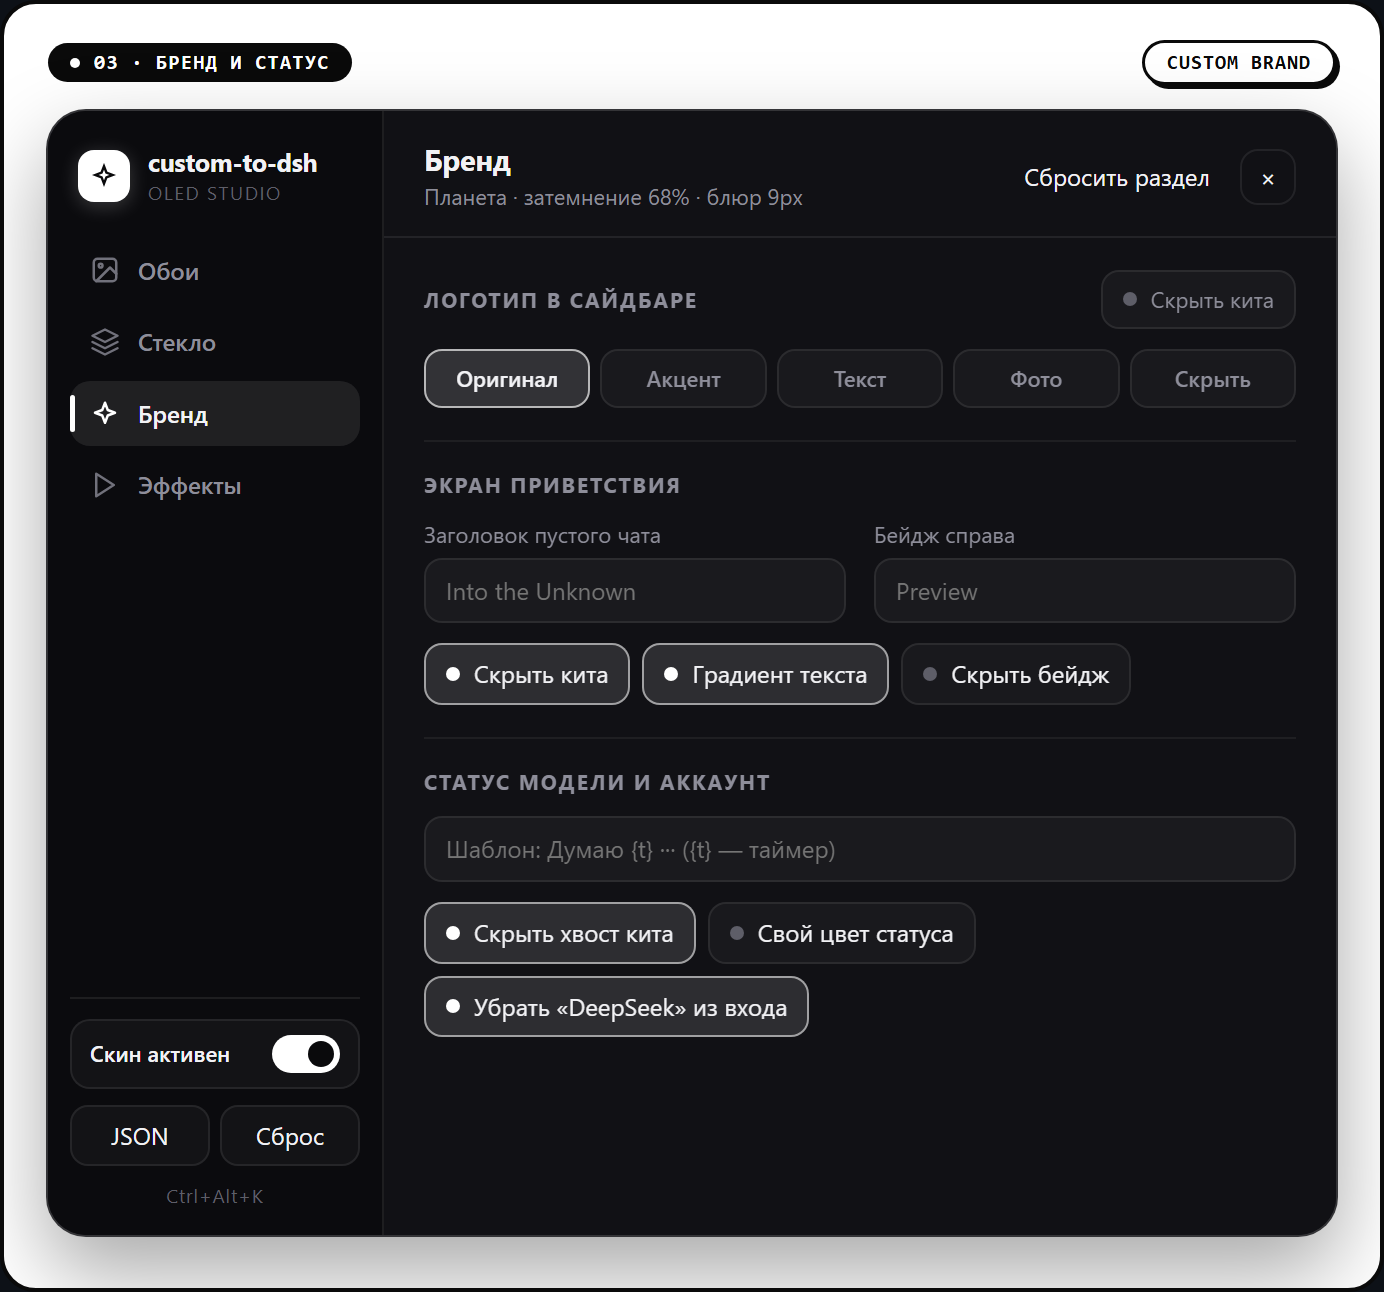 03 · БРЕНД И СТАТУС
CUSTOM BRAND
custom-to-dsh
OLED STUDIO
Обои
Стекло
Бренд
Эффекты
Скин активен
JSON
Сброс
Ctrl+Alt+K
Бренд
Планета · затемнение 68% · блюр 9px
Сбросить раздел
×
ЛОГОТИП В САЙДБАРЕ
Скрыть кита
Оригинал
Акцент
Текст
Фото
Скрыть
ЭКРАН ПРИВЕТСТВИЯ
Заголовок пустого чата
Бейдж справа
Into the Unknown
Preview
Скрыть кита
Градиент текста
Скрыть бейдж
СТАТУС МОДЕЛИ И АККАУНТ
Шаблон: Думаю {t} ··· ({t} — таймер)
Скрыть хвост кита
Свой цвет статуса
Убрать «DeepSeek» из входа